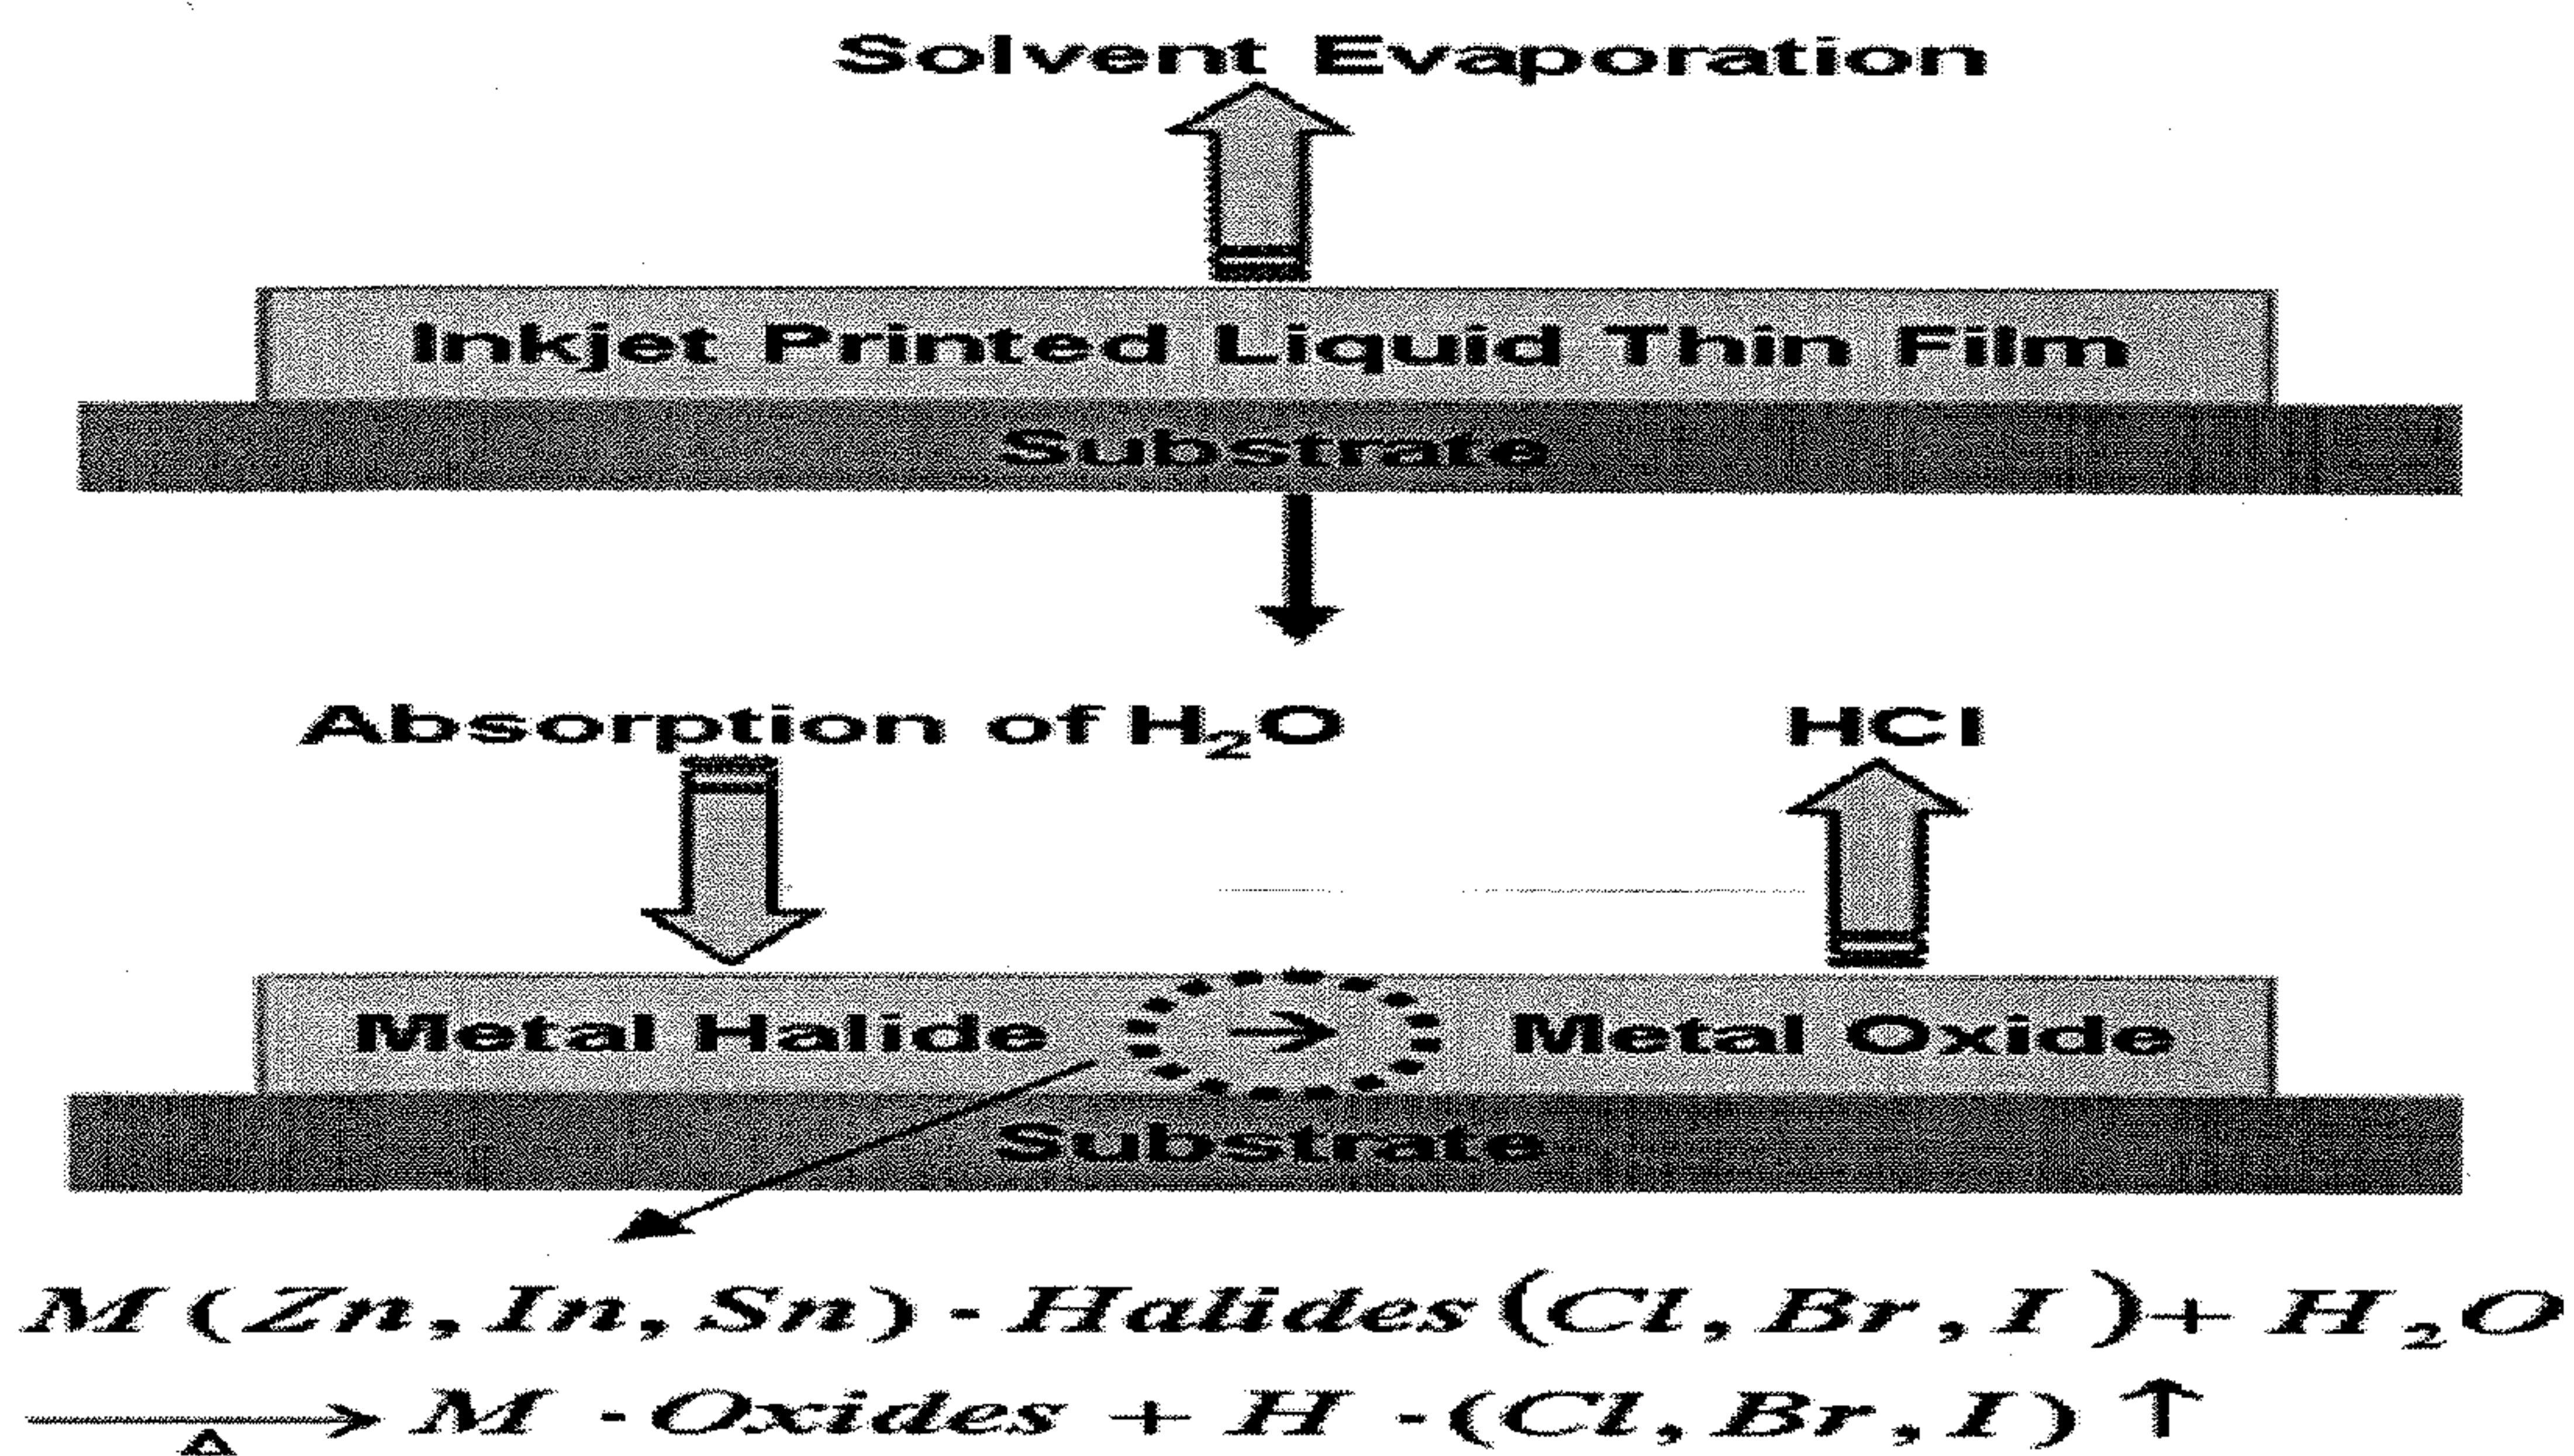 Solvent Evaporation
Inkjet Printed Liquid Thin Film
Substrate
Absorption of H₂O
HCl
Metal Halide → Metal Oxide
Substrate
M(Zn,In,Sn)-Halides(Cl,Br,I)+H₂O
→ M-Oxides + H-(Cl,Br,I)↑
Δ